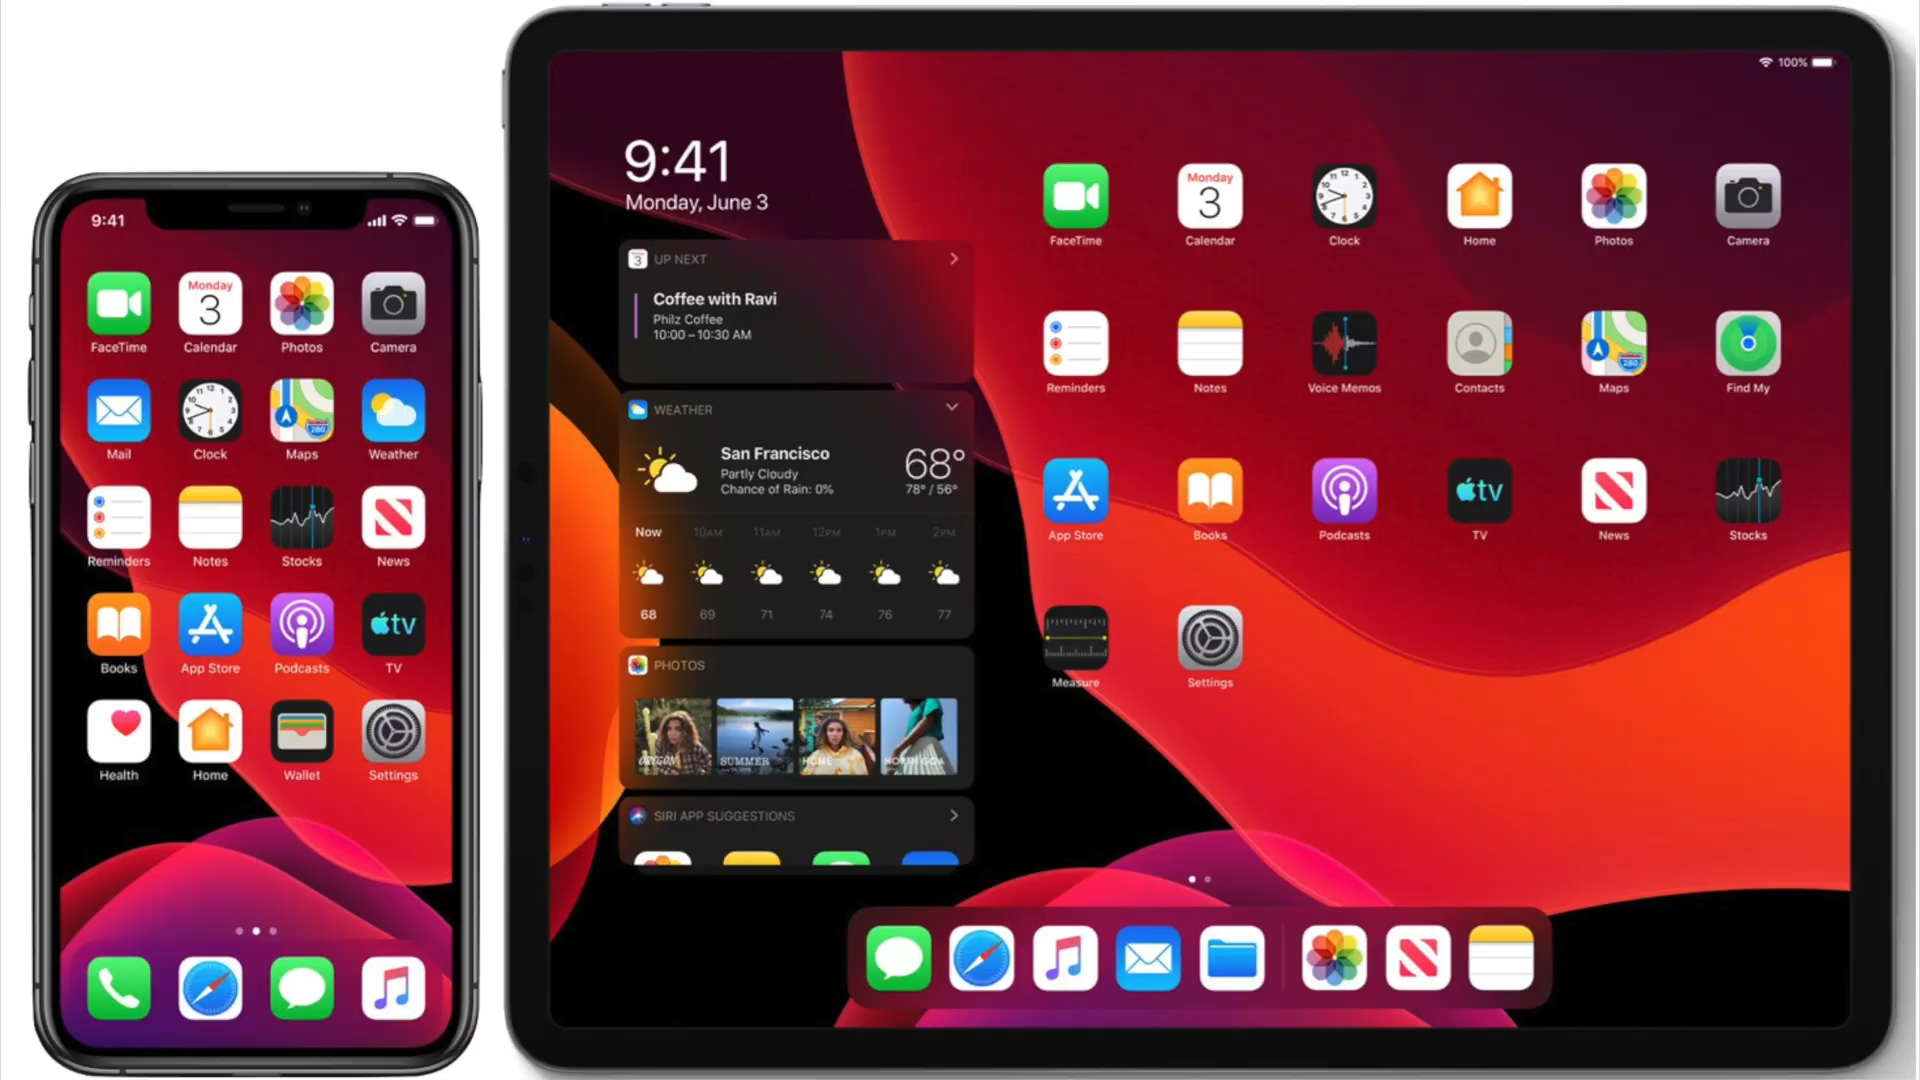 9:41
FaceTime
Monday
3
Calendar
Photos
Camera
Mail
Clock
280
Maps
Weather
Reminders
Notes
Stocks
News
Books
App Store
Podcasts
tv
TV
Health
Home
Wallet
Settings
100%
9:41
Monday, June 3
3 UP NEXT
Coffee with Ravi
Philz Coffee
10:00 – 10:30 AM
WEATHER
San Francisco
Partly Cloudy
Chance of Rain: 0%
68°
78° / 56°
Now 10AM 11AM 12PM 1PM 2PM
68 69 71 74 76 77
PHOTOS
OREGON SUMMER HOME NORTH GOA
SIRI APP SUGGESTIONS
FaceTime
Monday
3
Calendar
Clock
Home
Photos
Camera
Reminders
Notes
Voice Memos
Contacts
280
Maps
Find My
App Store
Books
Podcasts
tv
TV
News
Stocks
Measure
Settings